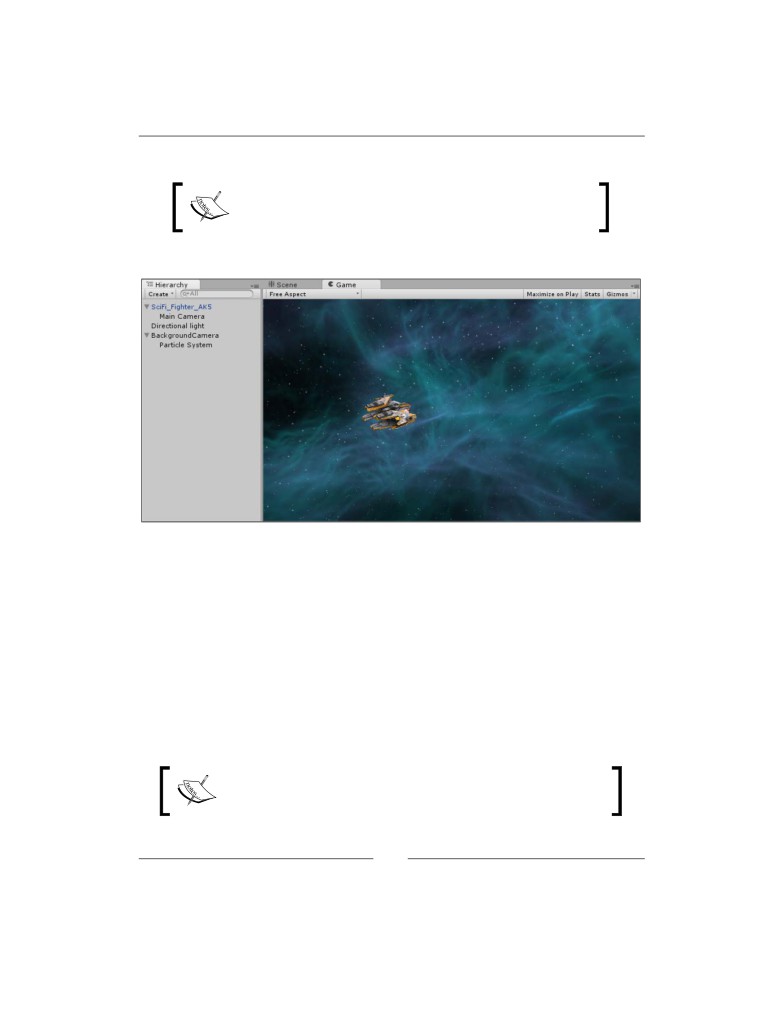 Hierarchy
Create
All
SciFi_Fighter_AK5
Main Camera
Directional light
BackgroundCamera
Particle System
Scene
Game
Free Aspect
Maximize on Play
Stats
Gizmos